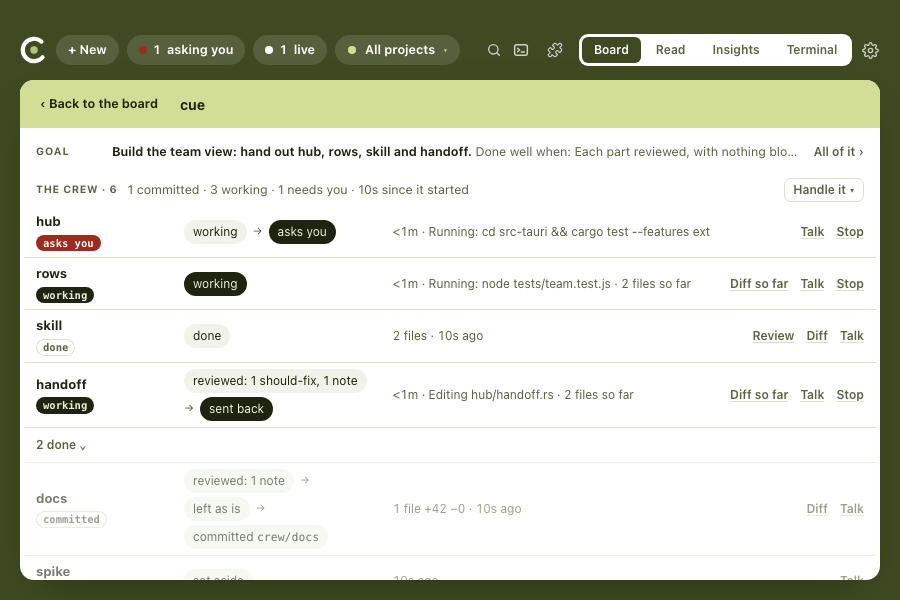 + New 1 asking you 1 live All projects Board Read Insights Terminal
‹ Back to the board cue
GOAL Build the team view: hand out hub, rows, skill and handoff. Done well when: Each part reviewed, with nothing blo... All of it ›
THE CREW · 6 1 committed · 3 working · 1 needs you · 10s since it started Handle it
hub
asks you
working → asks you
<1m · Running: cd src-tauri && cargo test --features ext
Talk Stop
rows
working
working
<1m · Running: node tests/team.test.js · 2 files so far
Diff so far Talk Stop
skill
done
done
2 files · 10s ago
Review Diff Talk
handoff
working
reviewed: 1 should-fix, 1 note
→ sent back
<1m · Editing hub/handoff.rs · 2 files so far
Diff so far Talk Stop
2 done
docs
committed
reviewed: 1 note →
left as is →
committed crew/docs
1 file +42 −0 · 10s ago
Diff Talk
spike
set aside
10s ago
Talk